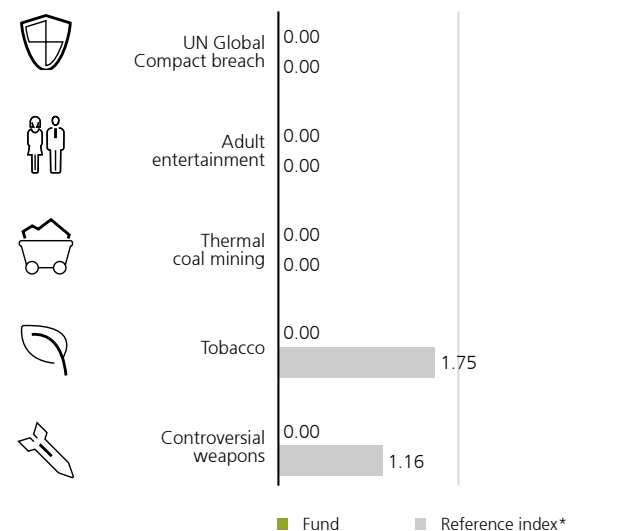 UN Global
Compact breach
0.00
0.00
Adult
entertainment
0.00
0.00
Thermal
coal mining
0.00
0.00
Tobacco
0.00
1.75
Controversial
weapons
0.00
1.16
Fund
Reference index*